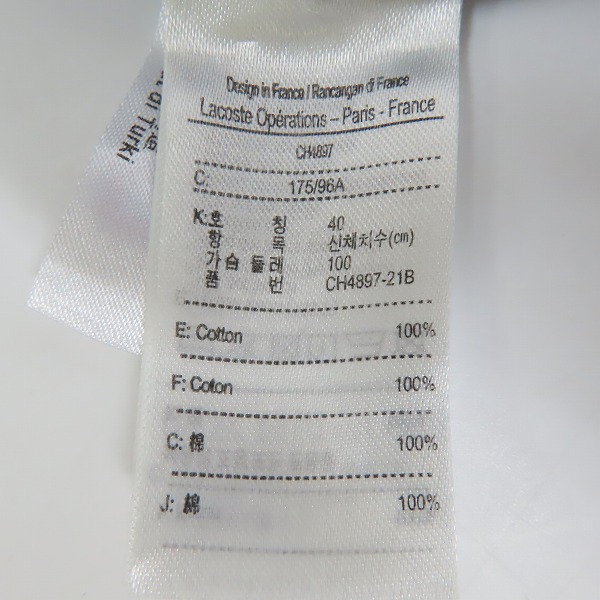 Design in France / Rancangan di France
Lacoste Opérations – Paris - France
CH4897
C: 175/96A
K:호 칭 40
항 목 신체치수(cm)
가슴 둘레 100
품 번 CH4897-21B
E: Cotton 100%
F: Coton 100%
C: 棉 100%
J: 綿 100%
di Turki